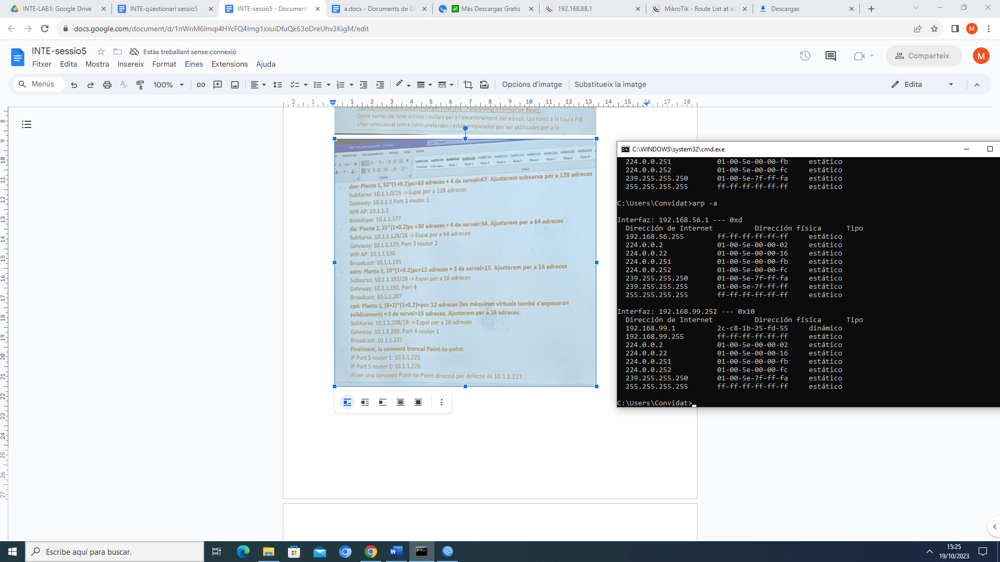 INTE-LAB1: Google Drive
INTE-qüestionari sessio5 -
INTE-sessio5 - Document
a.docx - Documents de G
Más Descargas Gratis
192.168.88.1
MikroTik - Route List at a
Descargas
docs.google.com/document/d/1nWnM6Imqi4HYcFQ4Img1xxuiDfuQk63oDreUhv3KigM/edit
M
INTE-sessio5
Estàs treballant sense connexió
Fitxer Edita Mostra Insereix Format Eines Extensions Ajuda
Comparteix
M
Menús
100%
Opcions d'imatge
Substitueix la imatge
Edita
2 1 1 2 3 4 5 6 7 8 9 10 11 12 13 14 15 16 17 18
8 9 10 11 12 13 14 15 16 17 18 19 20 21 22 23 24 25 26 27
Taula d'Informació d'Encaminament Final (FIB - Forwarding Information Base):
Conté només les rutes actives i millors per a l'encaminament del trànsit. Les rutes a la taula FIB
s'han seleccionat com a rutes preferides i estan preparades per ser utilitzades per a la
- dev: Planta 1, 52*(1+0.2)pc=63 adreces + 4 de servei=67. Ajustarem subxarxa per a 128 adreces
SubXarxa: 10.1.1.0/25 -> Espai per a 128 adreces
Gateway: 10.1.1.1 Port 3 router 1
Wifi AP: 10.1.1.2
Broadcast: 10.1.1.127
- dis: Planta 2, 25*(1+0.2)pc =30 adreces + 4 de servei=34. Ajustarem per a 64 adreces
SubXarxa. 10.1.1.128/26 -> Espai per a 64 adreces
Gateway: 10.1.1.129, Port 3 router 2
Wifi AP: 10.1.1.130
Broadcast: 10.1.1.191
- adm: Planta 2, 10*(1+0.2)pc=12 adreces + 3 de servei=15. Ajustarem per a 16 adreces
Subxarxa: 10.1.1.192/28 -> Espai per a 16 adreces
Gateway: 10.1.1.193, Port 4
Broadcast: 10.1.1.207
- cpd: Planta 1, (8+2)*(1+0.2)+pc= 12 adreces (les màquines virtuals també s'exposaran
públicament) + 3 de servei=15 adreces. Ajustarem per a 16 adreces.
SubXarxa: 10.1.1.208/28 -> Espai per a 16 adreces
Gateway: 10.1.1.209, Port 4 router 1
Broadcast: 10.1.1.223
- Finalment, la connexió troncal Point-to-point:
IP Port 5 router 1: 10.1.1.225
IP Port 5 router 2: 10.1.1.226
Al ser una connexió Point-to-Point direcció per defecte és 10.1.1.227.
C:\WINDOWS\system32\cmd.exe
224.0.0.251 01-00-5e-00-00-fb estático
224.0.0.252 01-00-5e-00-00-fc estático
239.255.255.250 01-00-5e-7f-ff-fa estático
255.255.255.255 ff-ff-ff-ff-ff-ff estático
C:\Users\Convidat>arp -a
Interfaz: 192.168.56.1 --- 0xd
Dirección de Internet Dirección física Tipo
192.168.56.255 ff-ff-ff-ff-ff-ff estático
224.0.0.2 01-00-5e-00-00-02 estático
224.0.0.22 01-00-5e-00-00-16 estático
224.0.0.251 01-00-5e-00-00-fb estático
224.0.0.252 01-00-5e-00-00-fc estático
239.255.255.250 01-00-5e-7f-ff-fa estático
239.255.255.255 01-00-5e-7f-ff-ff estático
255.255.255.255 ff-ff-ff-ff-ff-ff estático
Interfaz: 192.168.99.252 --- 0x10
Dirección de Internet Dirección física Tipo
192.168.99.1 2c-c8-1b-25-fd-55 dinámico
192.168.99.255 ff-ff-ff-ff-ff-ff estático
224.0.0.2 01-00-5e-00-00-02 estático
224.0.0.22 01-00-5e-00-00-16 estático
224.0.0.251 01-00-5e-00-00-fb estático
224.0.0.252 01-00-5e-00-00-fc estático
239.255.255.250 01-00-5e-7f-ff-fa estático
255.255.255.255 ff-ff-ff-ff-ff-ff estático
C:\Users\Convidat>
Escribe aquí para buscar.
15:25
19/10/2023